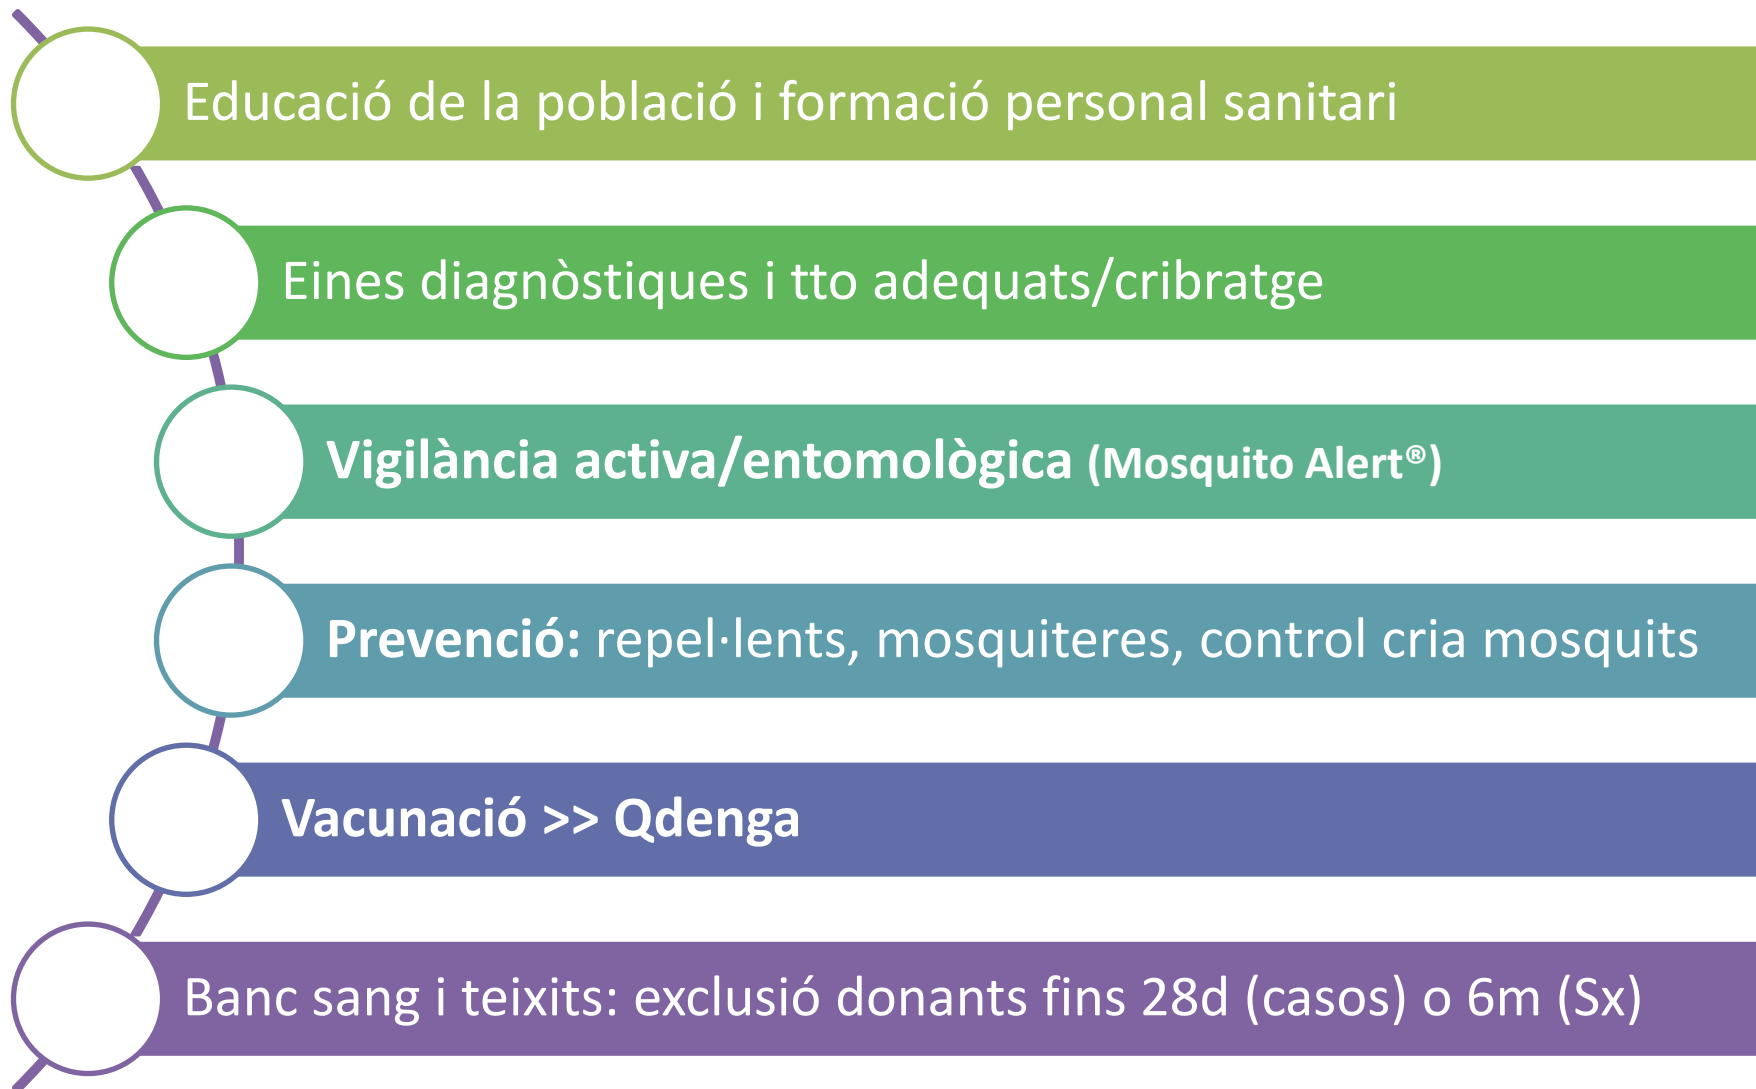 Educació de la població i formació personal sanitari
Eines diagnòstiques i tto adequats/cribratge
Vigilància activa/entomològica (Mosquito Alert®)
Prevenció: repel·lents, mosquiteres, control cria mosquits
Vacunació >> Qdenga
Banc sang i teixits: exclusió donants fins 28d (casos) o 6m (Sx)